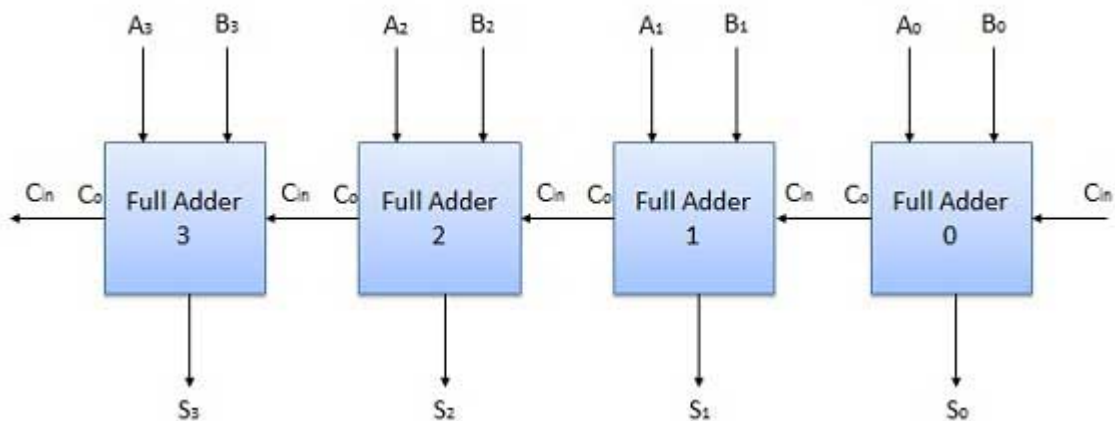 A3 B3 A2 B2 A1 B1 A0 B0
Cin Co Full Adder 3 Cin Co Full Adder 2 Cin Co Full Adder 1 Cin Co Full Adder 0 Cin
S3 S2 S1 S0